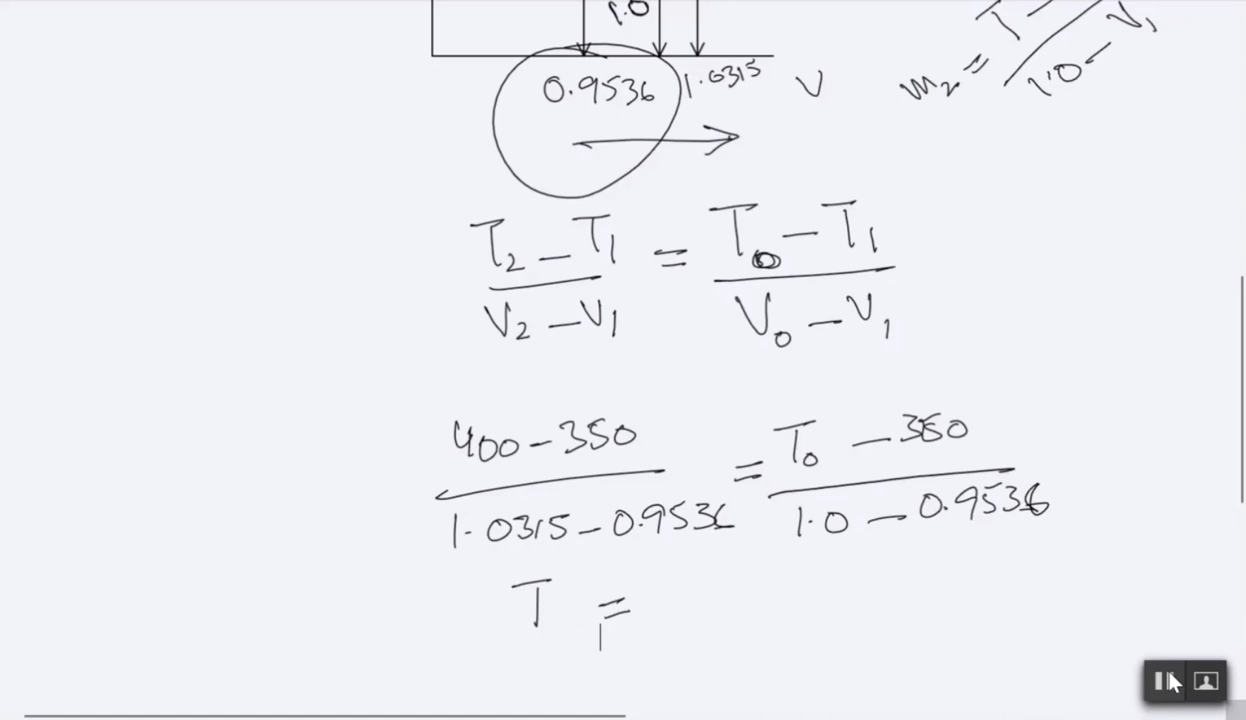 1.0
0.9536 1.0315 V
m₂ = T - / 1.0 - V₁
T₂ - T₁ / V₂ - V₁ = T₀ - T₁ / V₀ - V₁
400 - 350 / 1.0315 - 0.9536 = T₀ - 350 / 1.0 - 0.9536
T =